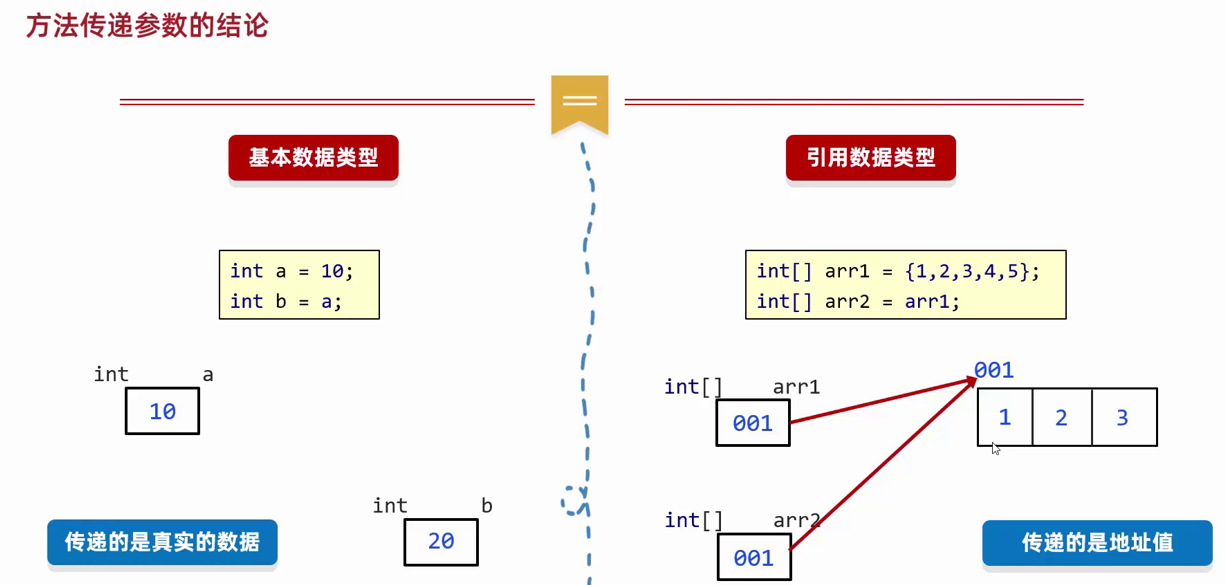 方法传递参数的结论
基本数据类型
引用数据类型
int a = 10;
int b = a;
int[] arr1 = {1,2,3,4,5};
int[] arr2 = arr1;
int a
10
int b
20
传递的是真实的数据
int[] arr1
001
001
1 2 3
int[] arr2
001
传递的是地址值